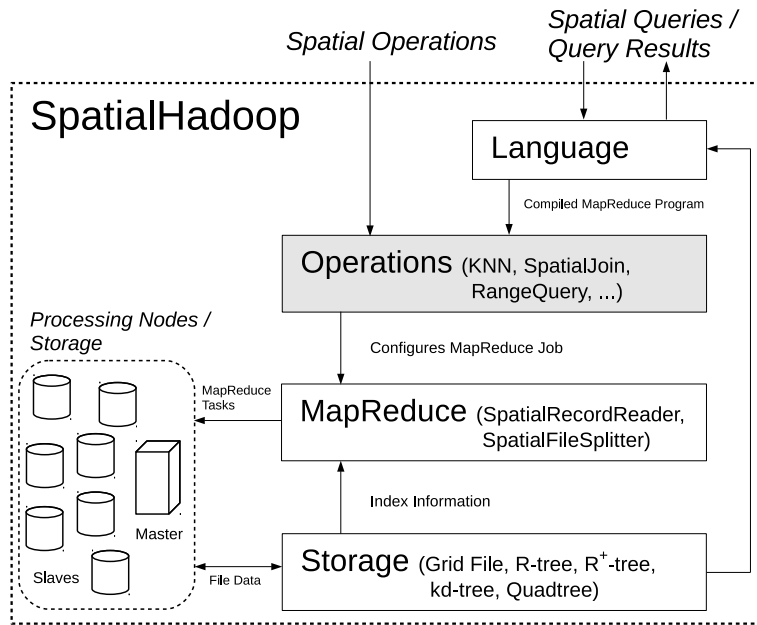 Spatial Operations
Spatial Queries /
Query Results
SpatialHadoop
Language
Compiled MapReduce Program
Operations (KNN, SpatialJoin,
RangeQuery, ...)
Processing Nodes /
Storage
Configures MapReduce Job
MapReduce
Tasks
MapReduce (SpatialRecordReader,
SpatialFileSplitter)
Index Information
Master
Slaves
File Data
Storage (Grid File, R-tree, R+-tree,
kd-tree, Quadtree)